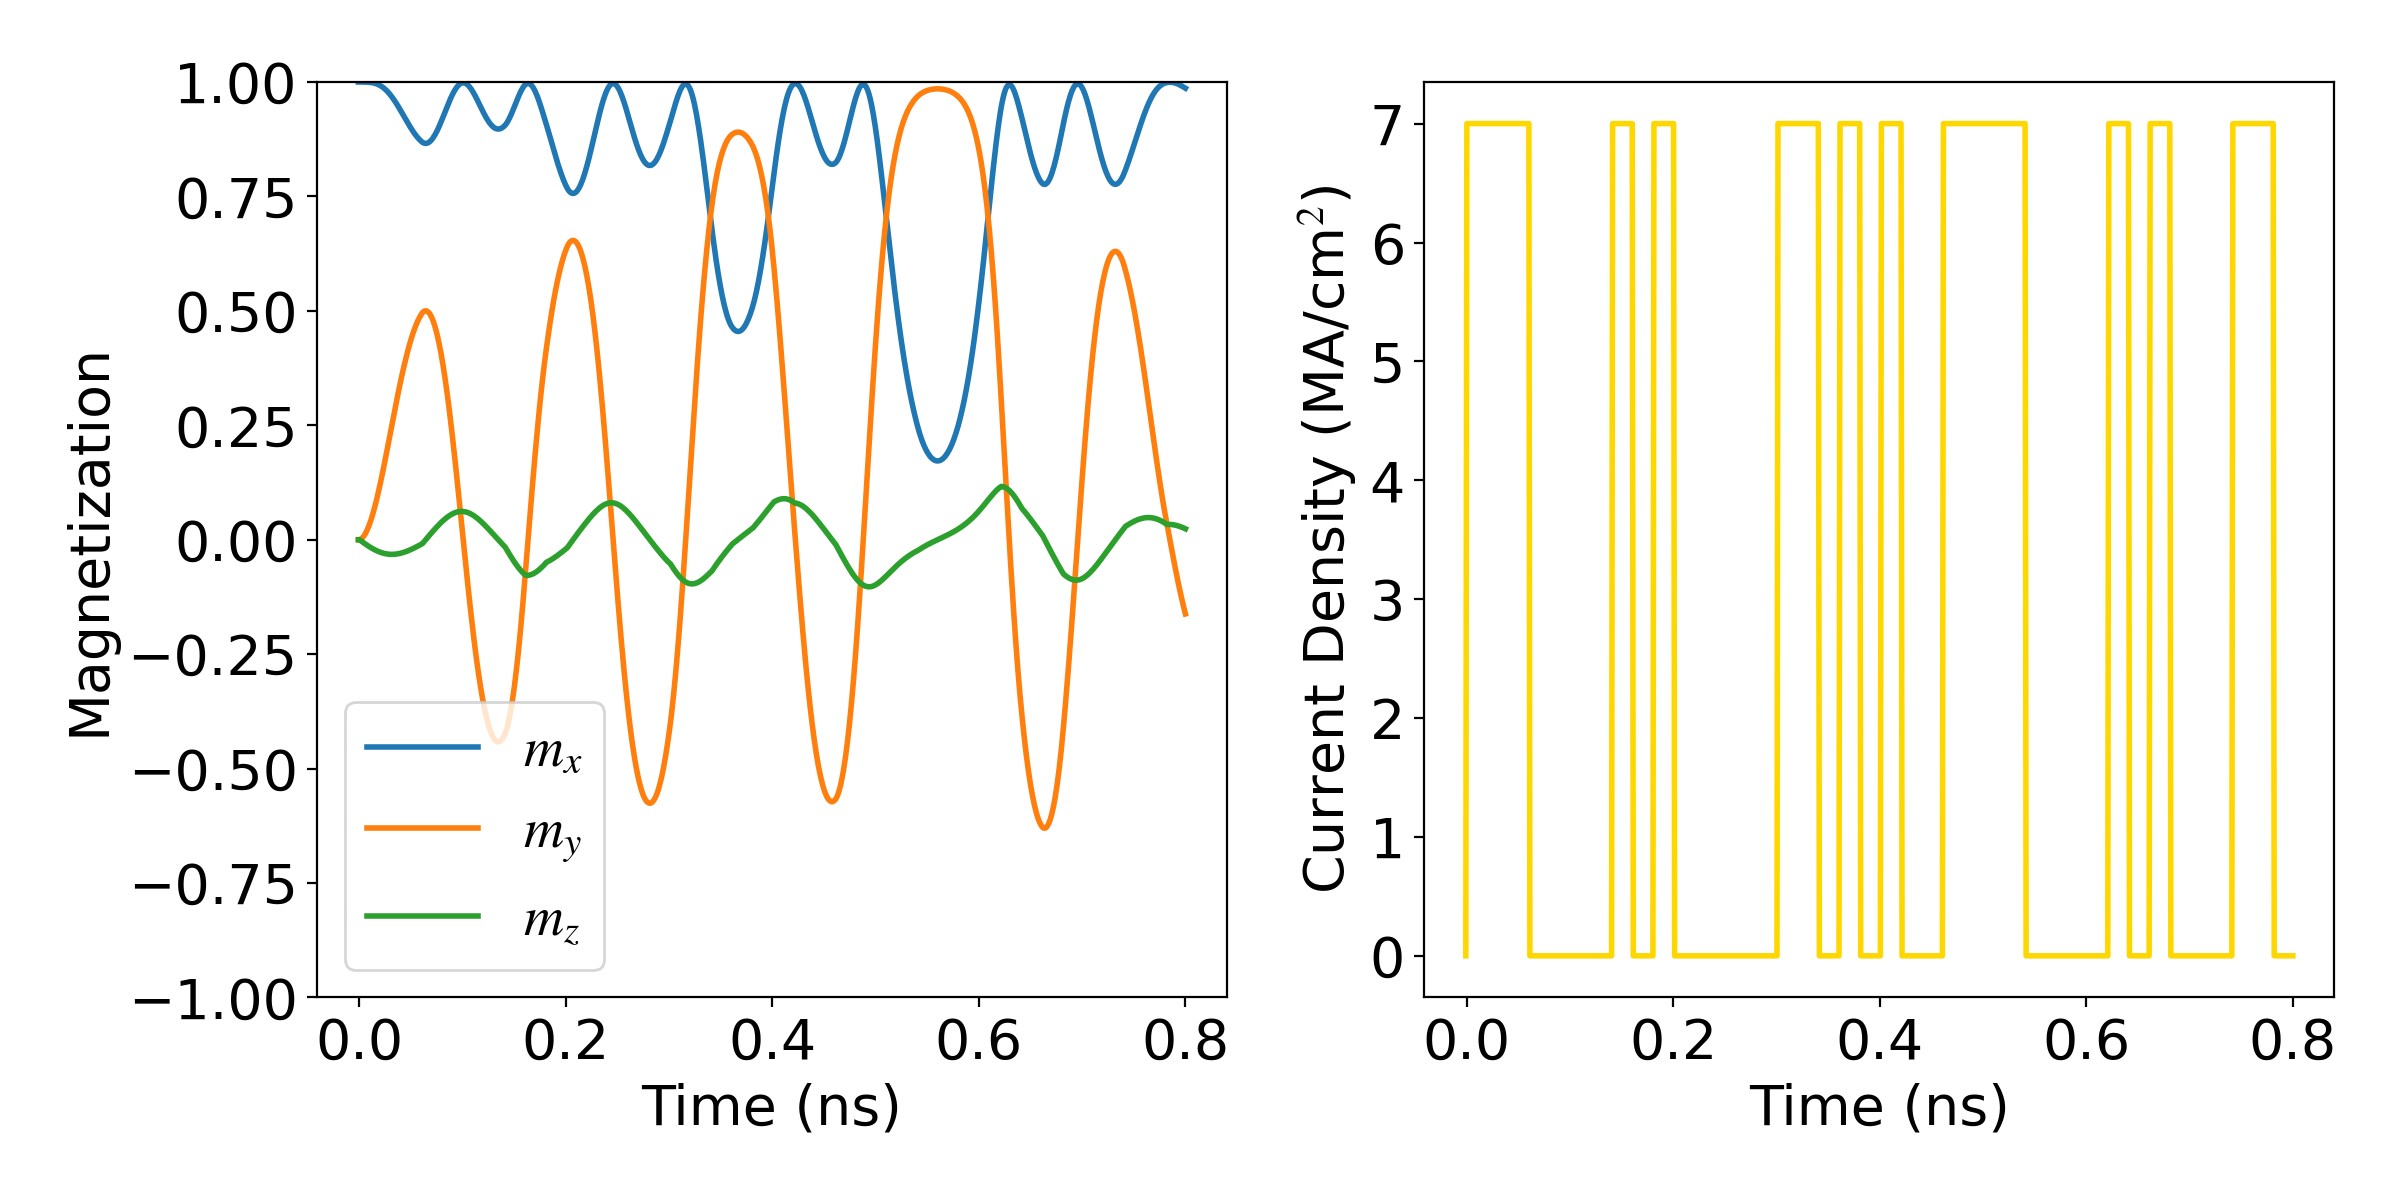 1.00
0.75
0.50
0.25
0.00
−0.25
−0.50
−0.75
−1.00
Magnetization
0.0 0.2 0.4 0.6 0.8
Time (ns)
m_x
m_y
m_z
7
6
5
4
3
2
1
0
Current Density (MA/cm²)
0.0 0.2 0.4 0.6 0.8
Time (ns)